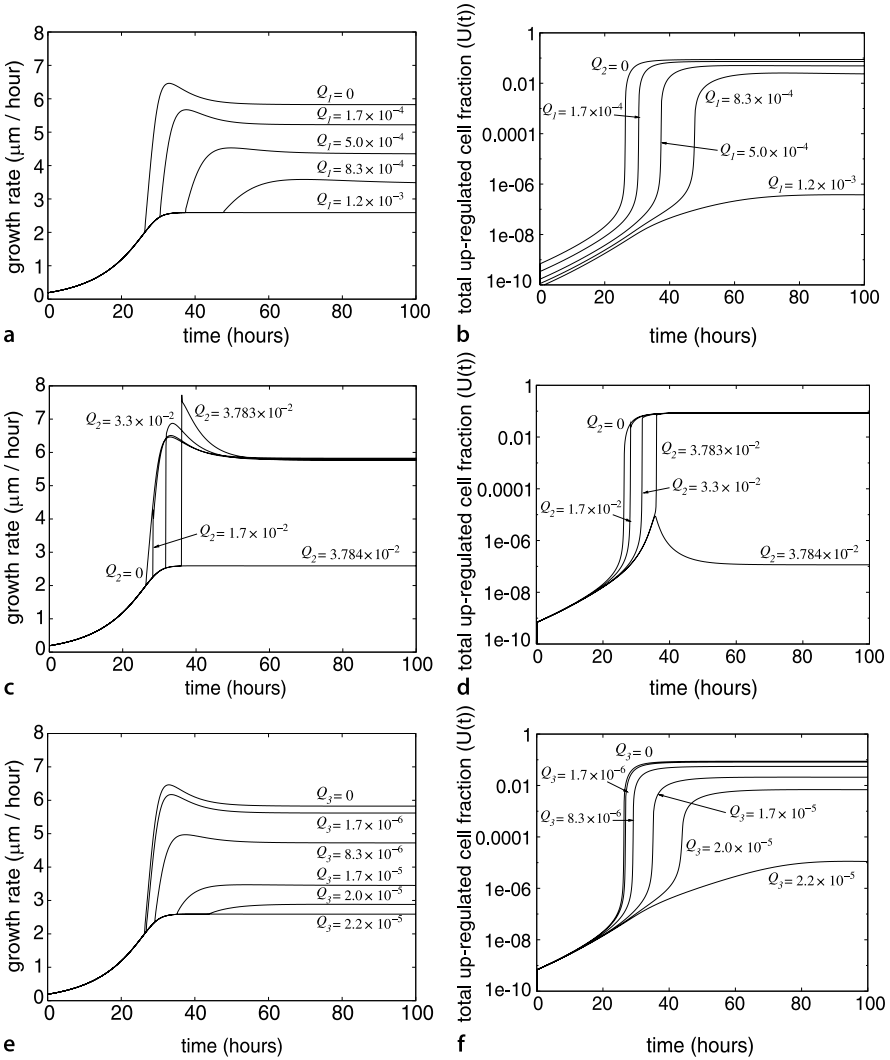 growth rate (μm / hour)
8
7
6
5
4
3
2
1
0
Q1= 0
Q1= 1.7 × 10⁻⁴
Q1= 5.0 × 10⁻⁴
Q1= 8.3 × 10⁻⁴
Q1= 1.2 × 10⁻³
0 20 40 60 80 100
time (hours)
a
total up-regulated cell fraction (U(t))
1
0.01
0.0001
1e-06
1e-08
1e-10
Q2= 0
Q1= 1.7×10⁻⁴
Q1= 8.3 × 10⁻⁴
Q1= 5.0 × 10⁻⁴
Q1= 1.2 × 10⁻³
0 20 40 60 80 100
time (hours)
b
growth rate (μm / hour)
8
7
6
5
4
3
2
1
0
Q2= 3.3 × 10⁻²
Q2= 3.783×10⁻²
Q2= 1.7 × 10⁻²
Q2= 0
Q2= 3.784×10⁻²
0 20 40 60 80 100
time (hours)
c
total up-regulated cell fraction (U(t))
1
0.01
0.0001
1e-06
1e-08
1e-10
Q2= 0
Q2= 3.783×10⁻²
Q2= 3.3 × 10⁻²
Q2= 1.7×10⁻²
Q2= 3.784×10⁻²
0 20 40 60 80 100
time (hours)
d
growth rate (μm / hour)
8
7
6
5
4
3
2
1
0
Q3= 0
Q3= 1.7 × 10⁻⁶
Q3= 8.3 × 10⁻⁶
Q3= 1.7 × 10⁻⁵
Q3= 2.0 × 10⁻⁵
Q3= 2.2 × 10⁻⁵
0 20 40 60 80 100
time (hours)
e
total up-regulated cell fraction (U(t))
1
0.01
0.0001
1e-06
1e-08
1e-10
Q3= 0
Q3= 1.7×10⁻⁶
Q3= 8.3×10⁻⁶
Q3= 1.7 × 10⁻⁵
Q3= 2.0 × 10⁻⁵
Q3= 2.2 × 10⁻⁵
0 20 40 60 80 100
time (hours)
f